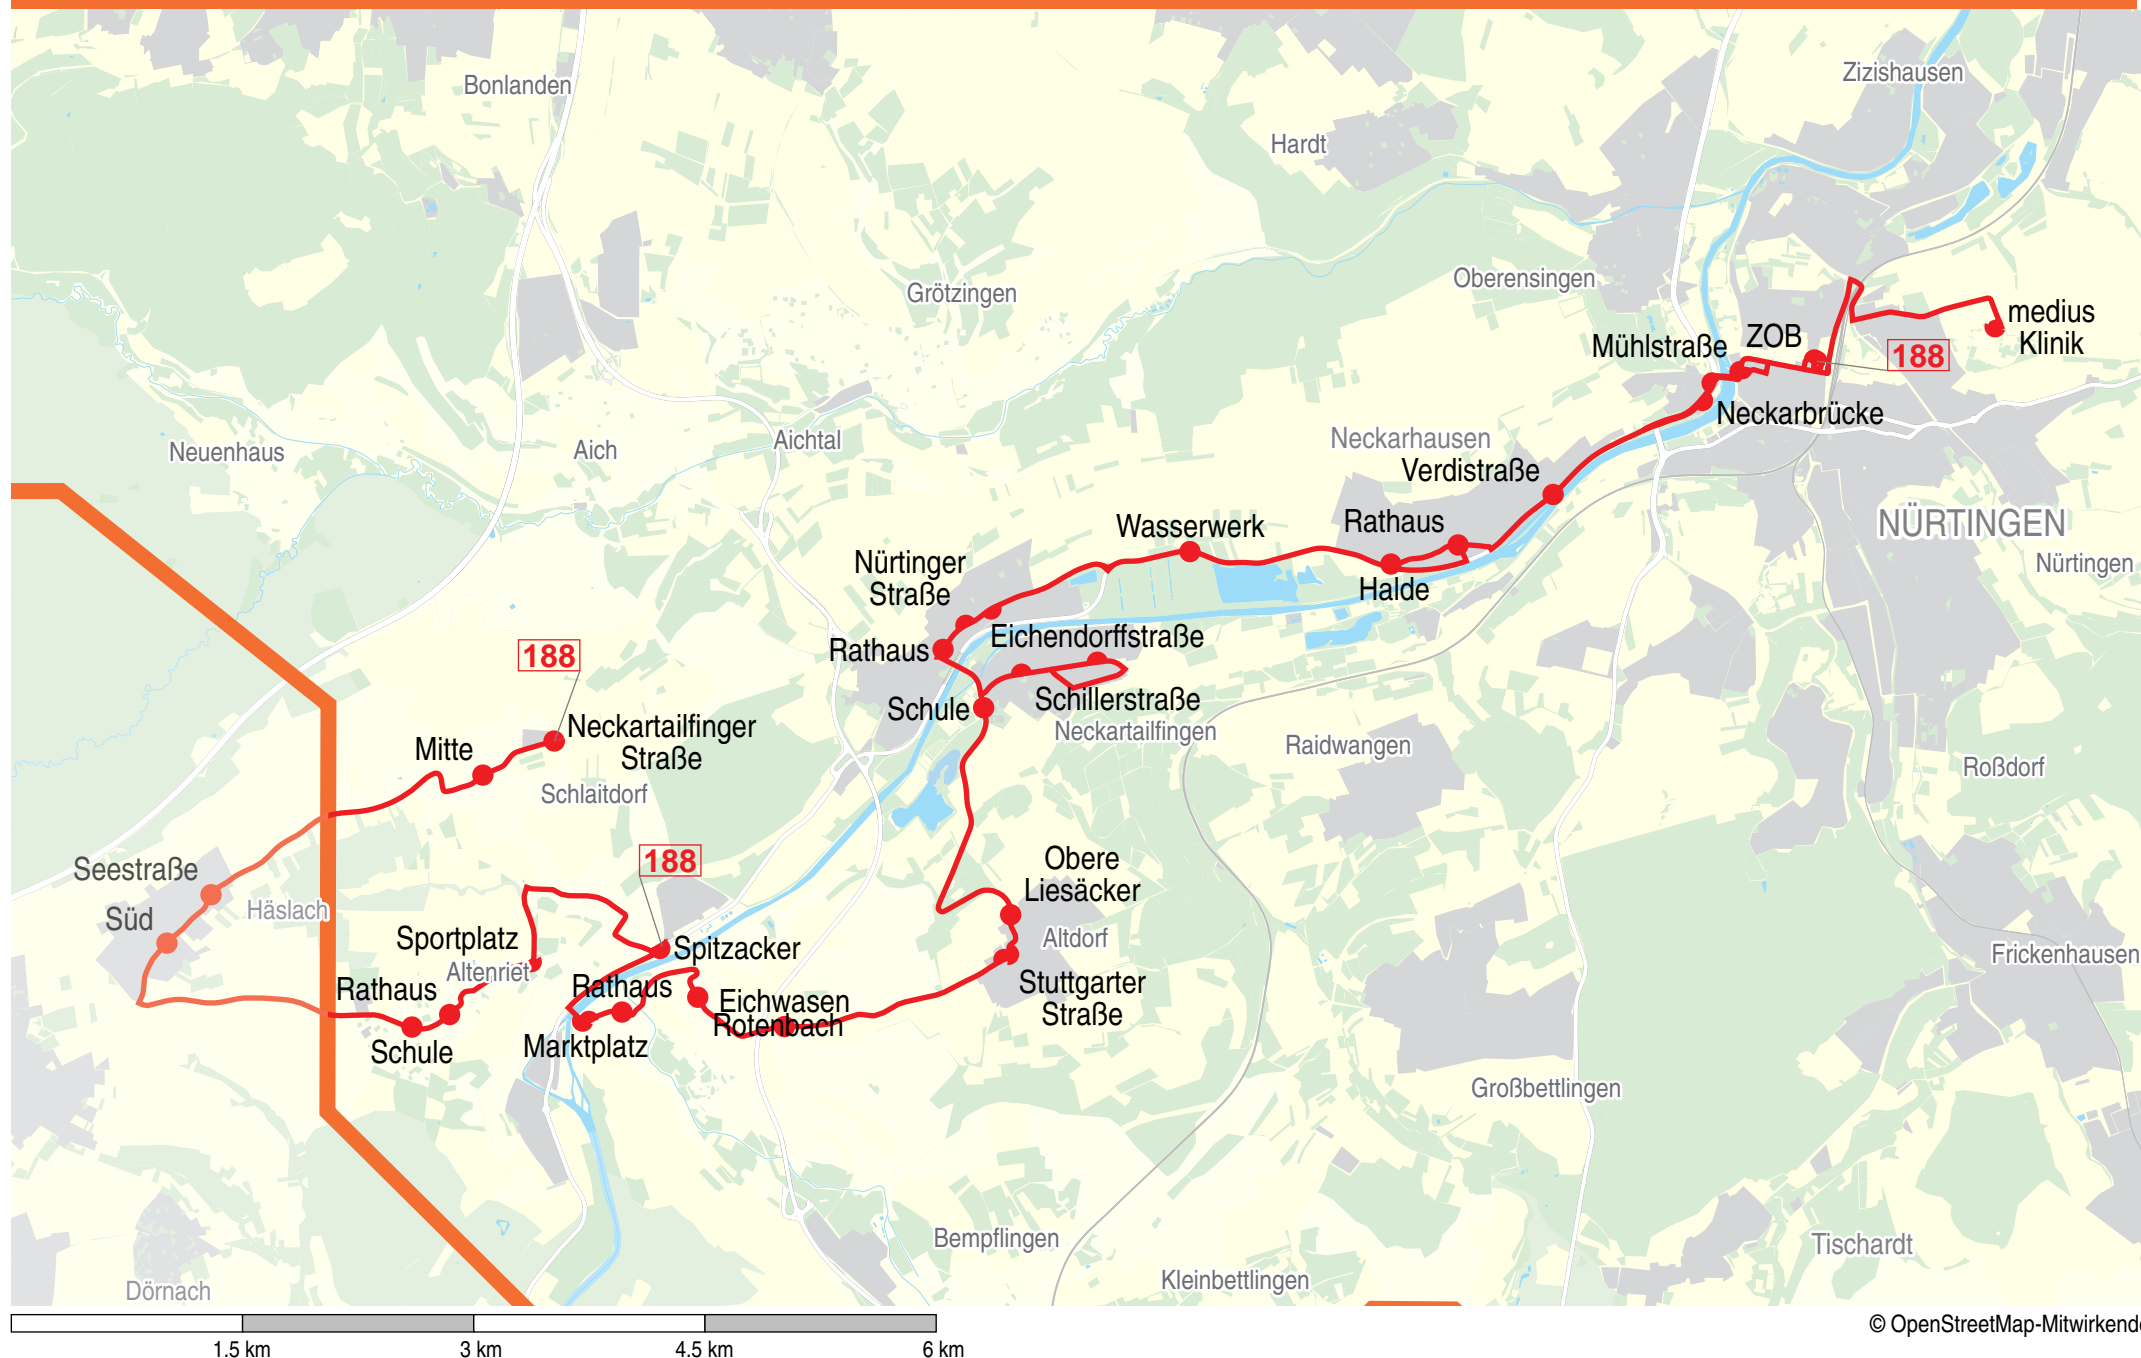 Bonlanden
Zizishausen
Hardt
Oberensingen
Grötzingen
medius
Klinik
ZOB
Mühlstraße
188
Neckarbrücke
Neuenhaus
Aich
Aichtal
Neckarhausen
Verdistraße
Rathaus
Wasserwerk
NÜRTINGEN
Nürtingen
Nürtinger
Straße
Halde
Eichendorffstraße
Rathaus
188
Schule
Schillerstraße
Neckartailfingen
Neckartailfinger
Straße
Mitte
Schlaitdorf
Raidwangen
Roßdorf
Seestraße
Süd
Häslach
188
Obere
Liesäcker
Altdorf
Sportplatz
Altenriet
Spitzacker
Rathaus
Rathaus
Eichwasen
Rotenbach
Stuttgarter
Straße
Schule
Marktplatz
Frickenhausen
Großbettlingen
Bempflingen
Tischardt
Kleinbettlingen
Dörnach
© OpenStreetMap-Mitwirkende
1.5 km
3 km
4.5 km
6 km